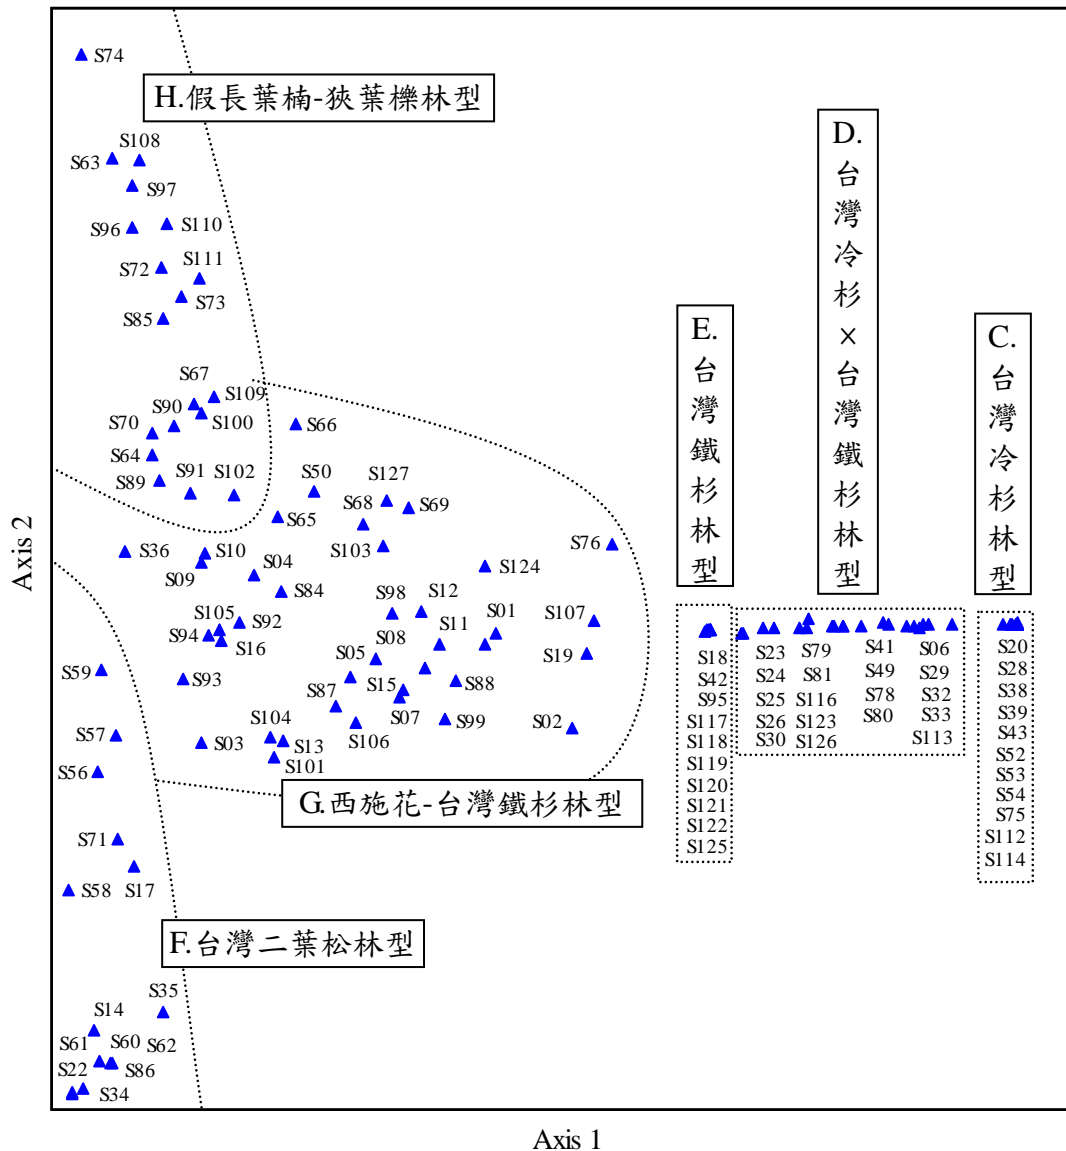 S74
H.假長葉楠-狹葉櫟林型
S108
S63
S97
S96
S110
S72
S111
S73
S85
S67
S109
S90
S100
S70
S66
S64
S91
S102
S89
S50
S127
S68
S69
S65
S103
S76
S36
S10
S04
S09
S124
S84
S98
S12
S01
S107
S105
S92
S94
S16
S08
S11
S05
S19
S59
S93
S15
S88
S87
S07
S99
S02
S104
S106
S57
S03
S13
S101
S56
G.西施花-台灣鐵杉林型
S71
S58
S17
F.台灣二葉松林型
S35
S14
S61
S60
S62
S22
S86
S34
E.
台
灣
鐵
杉
林
型
S18
S42
S95
S117
S118
S119
S120
S121
S122
S125
D.
台
灣
冷
杉
×
台
灣
鐵
杉
林
型
S23
S24
S25
S26
S30
S79
S81
S116
S123
S126
S41
S49
S78
S80
S06
S29
S32
S33
S113
C.
台
灣
冷
杉
林
型
S20
S28
S38
S39
S43
S52
S53
S54
S75
S112
S114
Axis 2
Axis 1